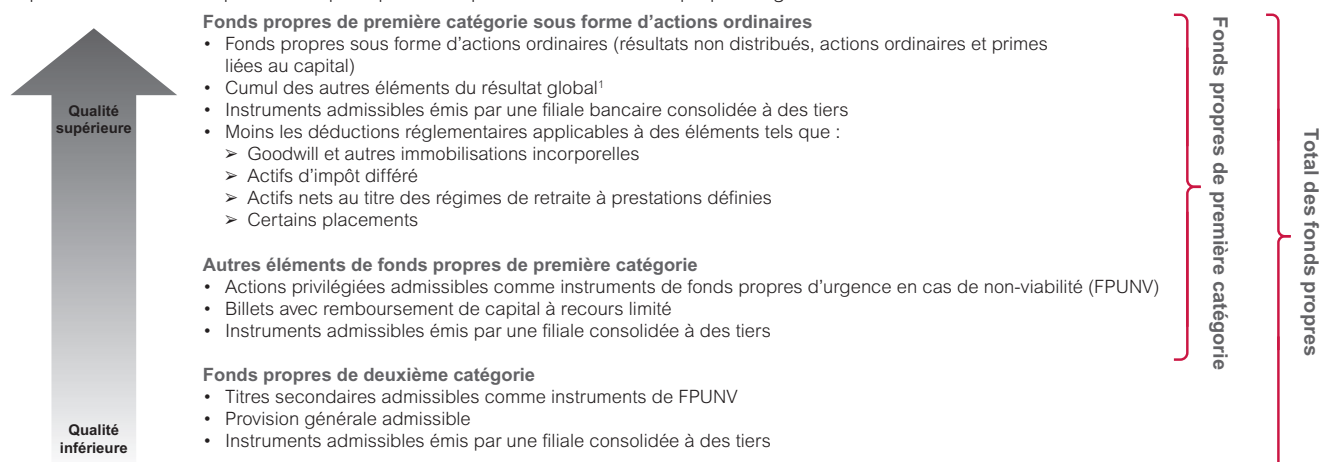 Fonds propres de première catégorie sous forme d'actions ordinaires
• Fonds propres sous forme d'actions ordinaires (résultats non distribués, actions ordinaires et primes
liées au capital)
• Cumul des autres éléments du résultat global¹
• Instruments admissibles émis par une filiale bancaire consolidée à des tiers
• Moins les déductions réglementaires applicables à des éléments tels que :
➢ Goodwill et autres immobilisations incorporelles
➢ Actifs d'impôt différé
➢ Actifs nets au titre des régimes de retraite à prestations définies
➢ Certains placements
Autres éléments de fonds propres de première catégorie
• Actions privilégiées admissibles comme instruments de fonds propres d'urgence en cas de non-viabilité (FPUNV)
• Billets avec remboursement de capital à recours limité
• Instruments admissibles émis par une filiale consolidée à des tiers
Fonds propres de deuxième catégorie
• Titres secondaires admissibles comme instruments de FPUNV
• Provision générale admissible
• Instruments admissibles émis par une filiale consolidée à des tiers
Qualité
supérieure
Qualité
inférieure
Fonds propres de première catégorie
Total des fonds propres